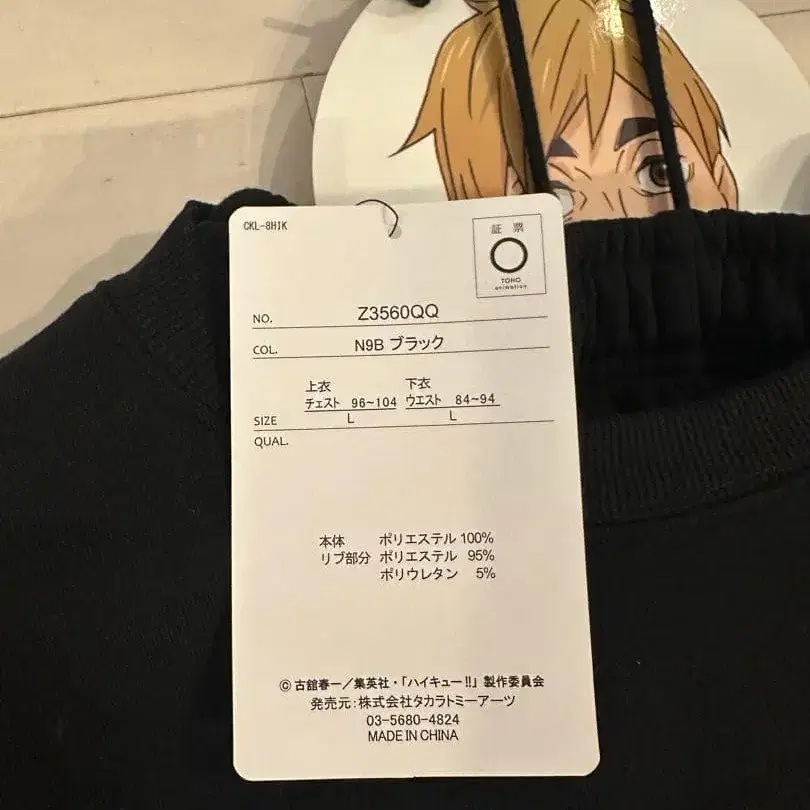 CKL-8HIK
証 票
TOHO
animation
NO. Z3560QQ
COL. N9B ブラック
上衣 下衣
チェスト 96~104 ウエスト 84~94
SIZE L L
QUAL.
本体 ポリエステル 100%
リブ部分 ポリエステル 95%
ポリウレタン 5%
© 古舘春一/集英社・「ハイキュー!!」製作委員会
発売元:株式会社タカラトミーアーツ
03-5680-4824
MADE IN CHINA